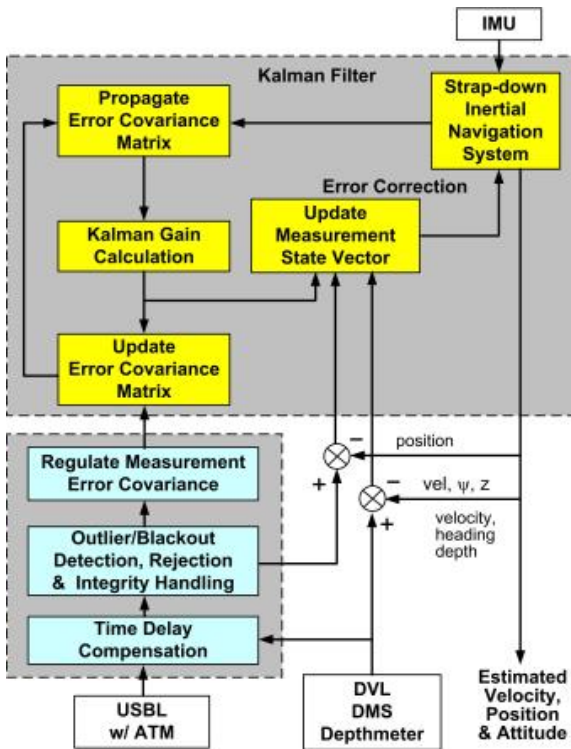 IMU
Kalman Filter
Propagate
Error Covariance
Matrix
Strap-down
Inertial
Navigation
System
Error Correction
Update
Measurement
State Vector
Kalman Gain
Calculation
Update
Error Covariance
Matrix
Regulate Measurement
Error Covariance
− position
+
− vel, ψ, z
+
velocity,
heading
depth
Outlier/Blackout
Detection, Rejection
& Integrity Handling
Time Delay
Compensation
USBL
w/ ATM
DVL
DMS
Depthmeter
Estimated
Velocity,
Position
& Attitude